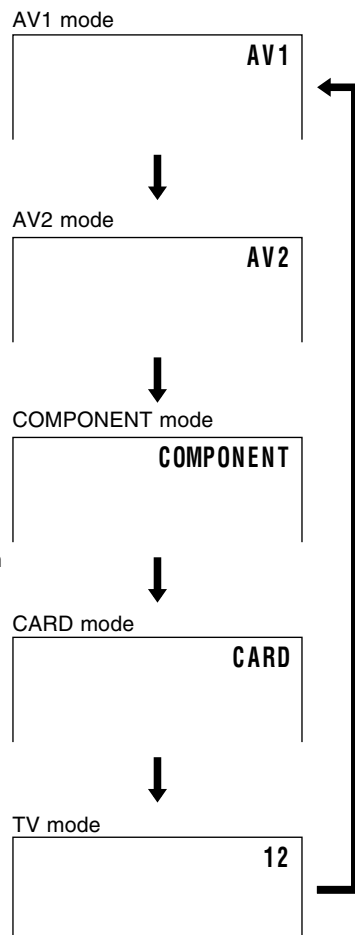 AV1 mode
AV1
AV2 mode
AV2
COMPONENT mode
COMPONENT
CARD mode
CARD
TV mode
12